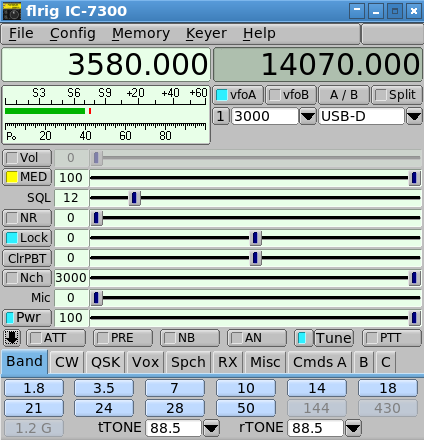 flrig IC-7300
File Config Memory Keyer Help
3580.000 14070.000
S3 S6 S9 +20 +40 +60
Po 20 40 60 80
vfoA vfoB A / B Split
1 3000 USB-D
Vol 0
MED 100
SQL 12
NR 0
Lock 0
ClrPBT 0
Nch 3000
Mic 0
Pwr 100
ATT PRE NB AN Tune PTT
Band CW QSK Vox Spch RX Misc Cmds A B C
1.8 3.5 7 10 14 18
21 24 28 50 144 430
1.2 G tTONE 88.5 rTONE 88.5